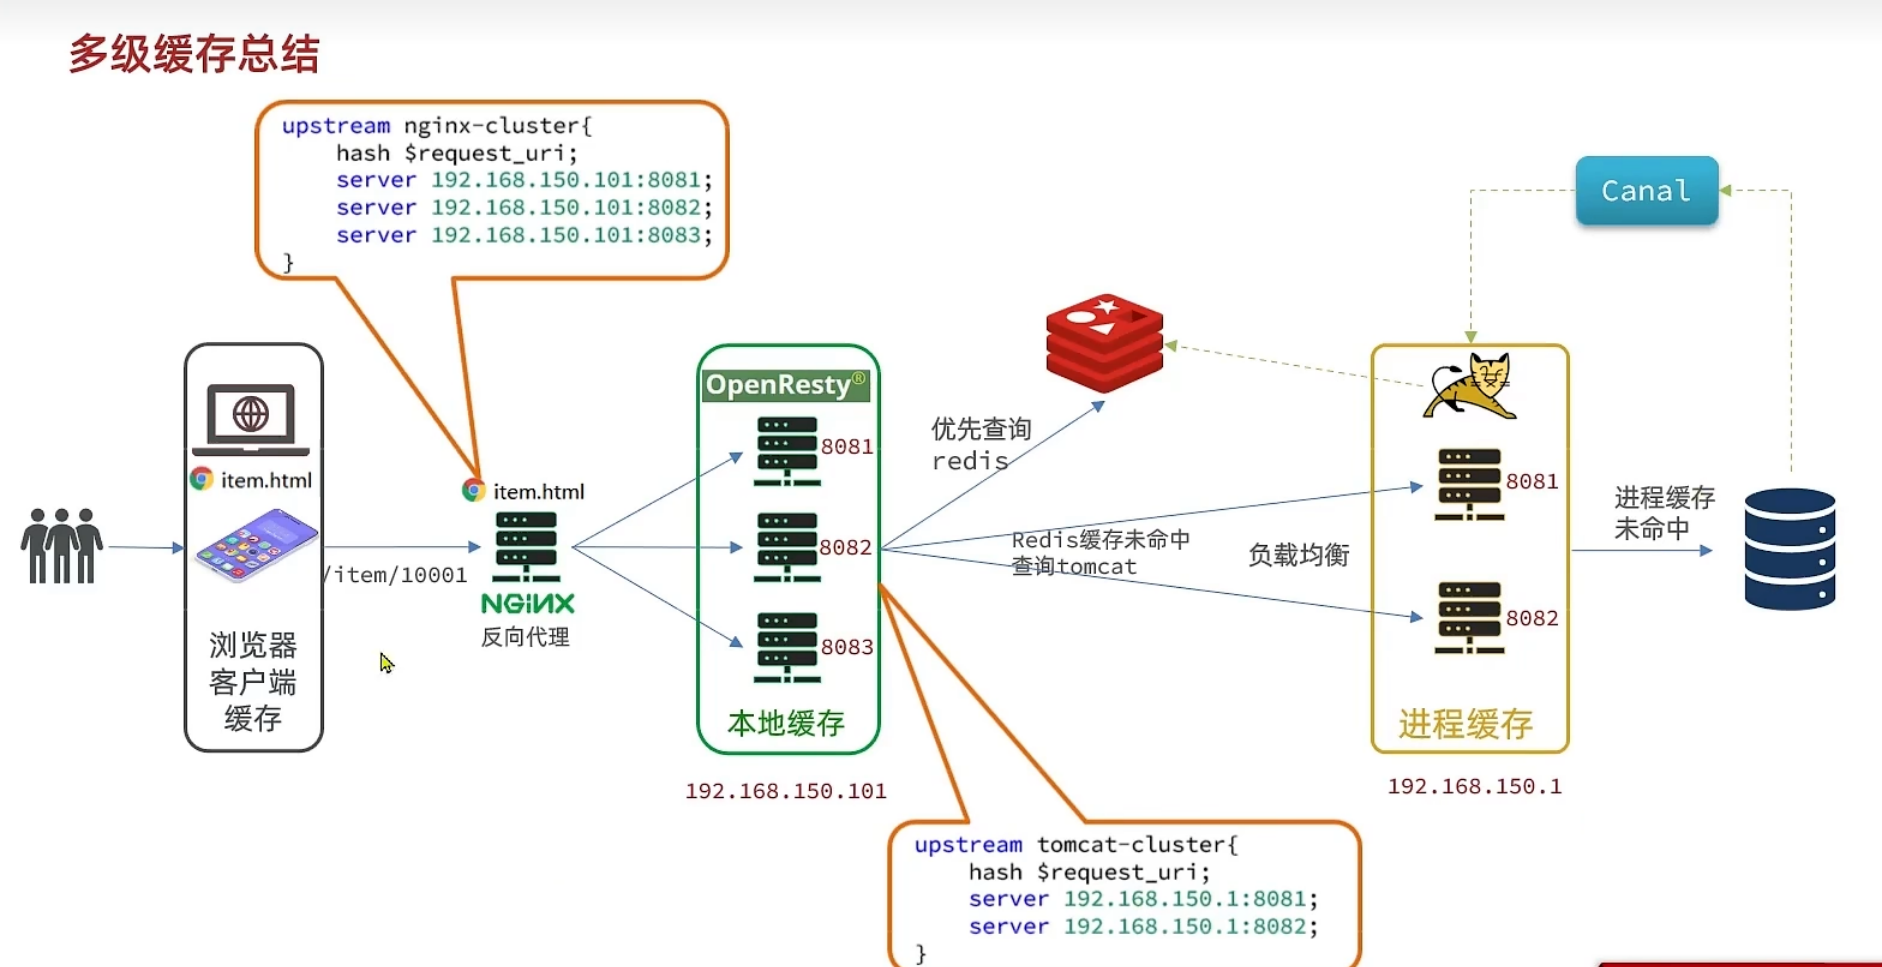 多级缓存总结
upstream nginx-cluster{
hash $request_uri;
server 192.168.150.101:8081;
server 192.168.150.101:8082;
server 192.168.150.101:8083;
}
Canal
item.html
浏览器
客户端
缓存
/item/10001
item.html
NGINX
反向代理
OpenResty®
8081
8082
8083
本地缓存
192.168.150.101
优先查询
redis
Redis缓存未命中
查询tomcat
负载均衡
8081
8082
进程缓存
192.168.150.1
进程缓存
未命中
upstream tomcat-cluster{
hash $request_uri;
server 192.168.150.1:8081;
server 192.168.150.1:8082;
}